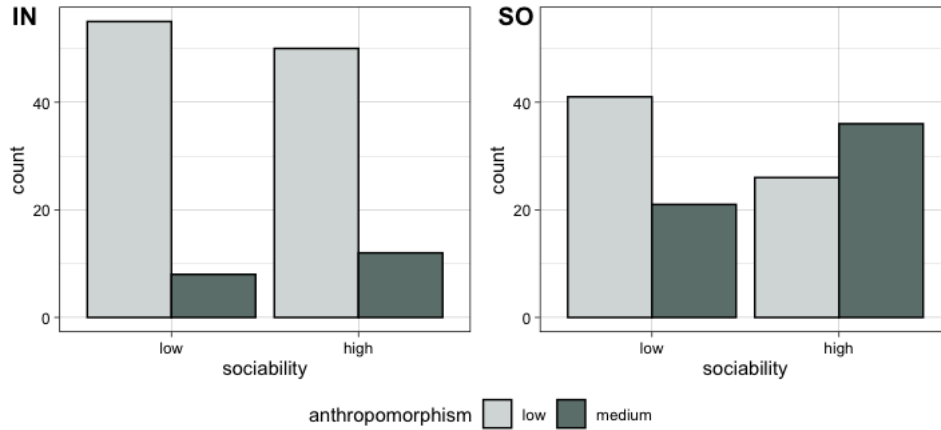 IN
count
40
20
0
low
high
sociability
SO
count
40
20
0
low
high
sociability
anthropomorphism low medium